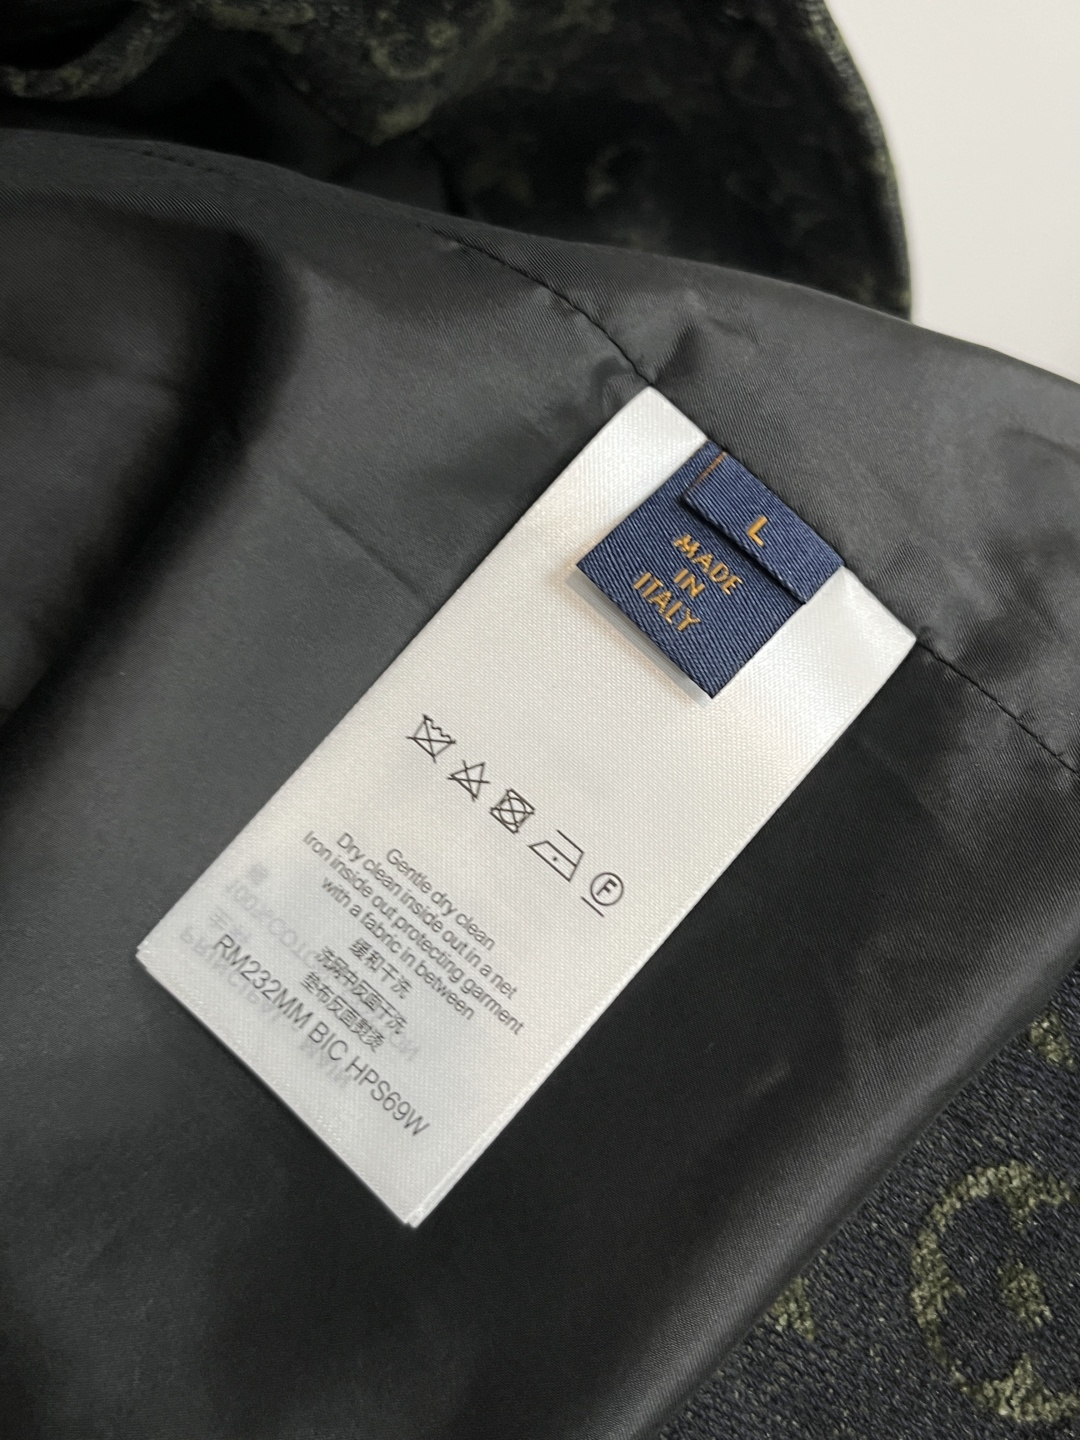 L
MADE
IN
ITALY
F
Gentle dry clean
Dry clean inside out in a net
Iron inside out protecting garment
with a fabric in between
缓和干洗
洗网中反面干洗
垫布反面熨烫
RM232MM BIC HPS69W